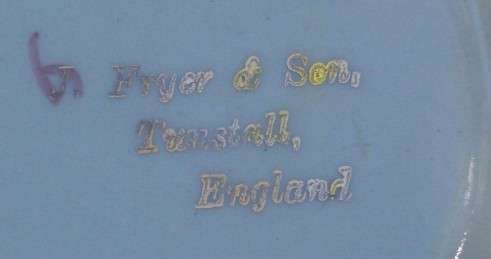 J. Fryer & Son,
Tunstall,
England